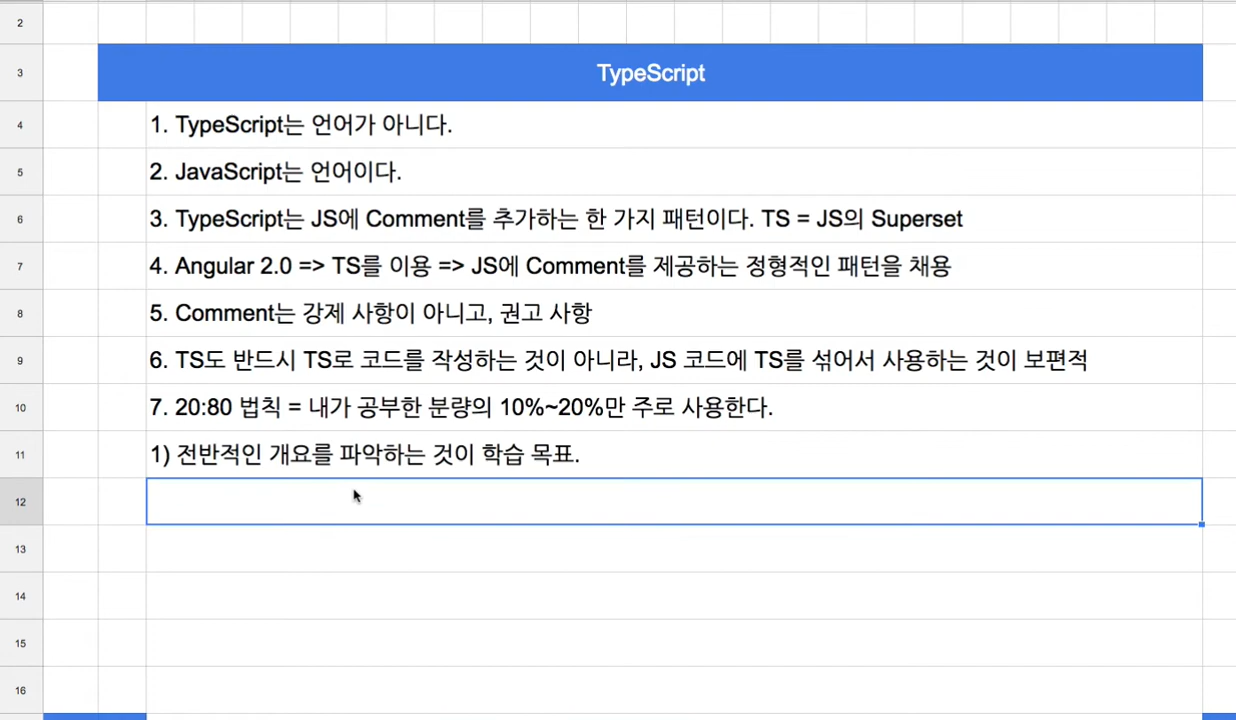 2
3
TypeScript
4
1. TypeScript는 언어가 아니다.
5
2. JavaScript는 언어이다.
6
3. TypeScript는 JS에 Comment를 추가하는 한 가지 패턴이다. TS = JS의 Superset
7
4. Angular 2.0 => TS를 이용 => JS에 Comment를 제공하는 정형적인 패턴을 채용
8
5. Comment는 강제 사항이 아니고, 권고 사항
9
6. TS도 반드시 TS로 코드를 작성하는 것이 아니라, JS 코드에 TS를 섞어서 사용하는 것이 보편적
10
7. 20:80 법칙 = 내가 공부한 분량의 10%~20%만 주로 사용한다.
11
1) 전반적인 개요를 파악하는 것이 학습 목표.
12
13
14
15
16